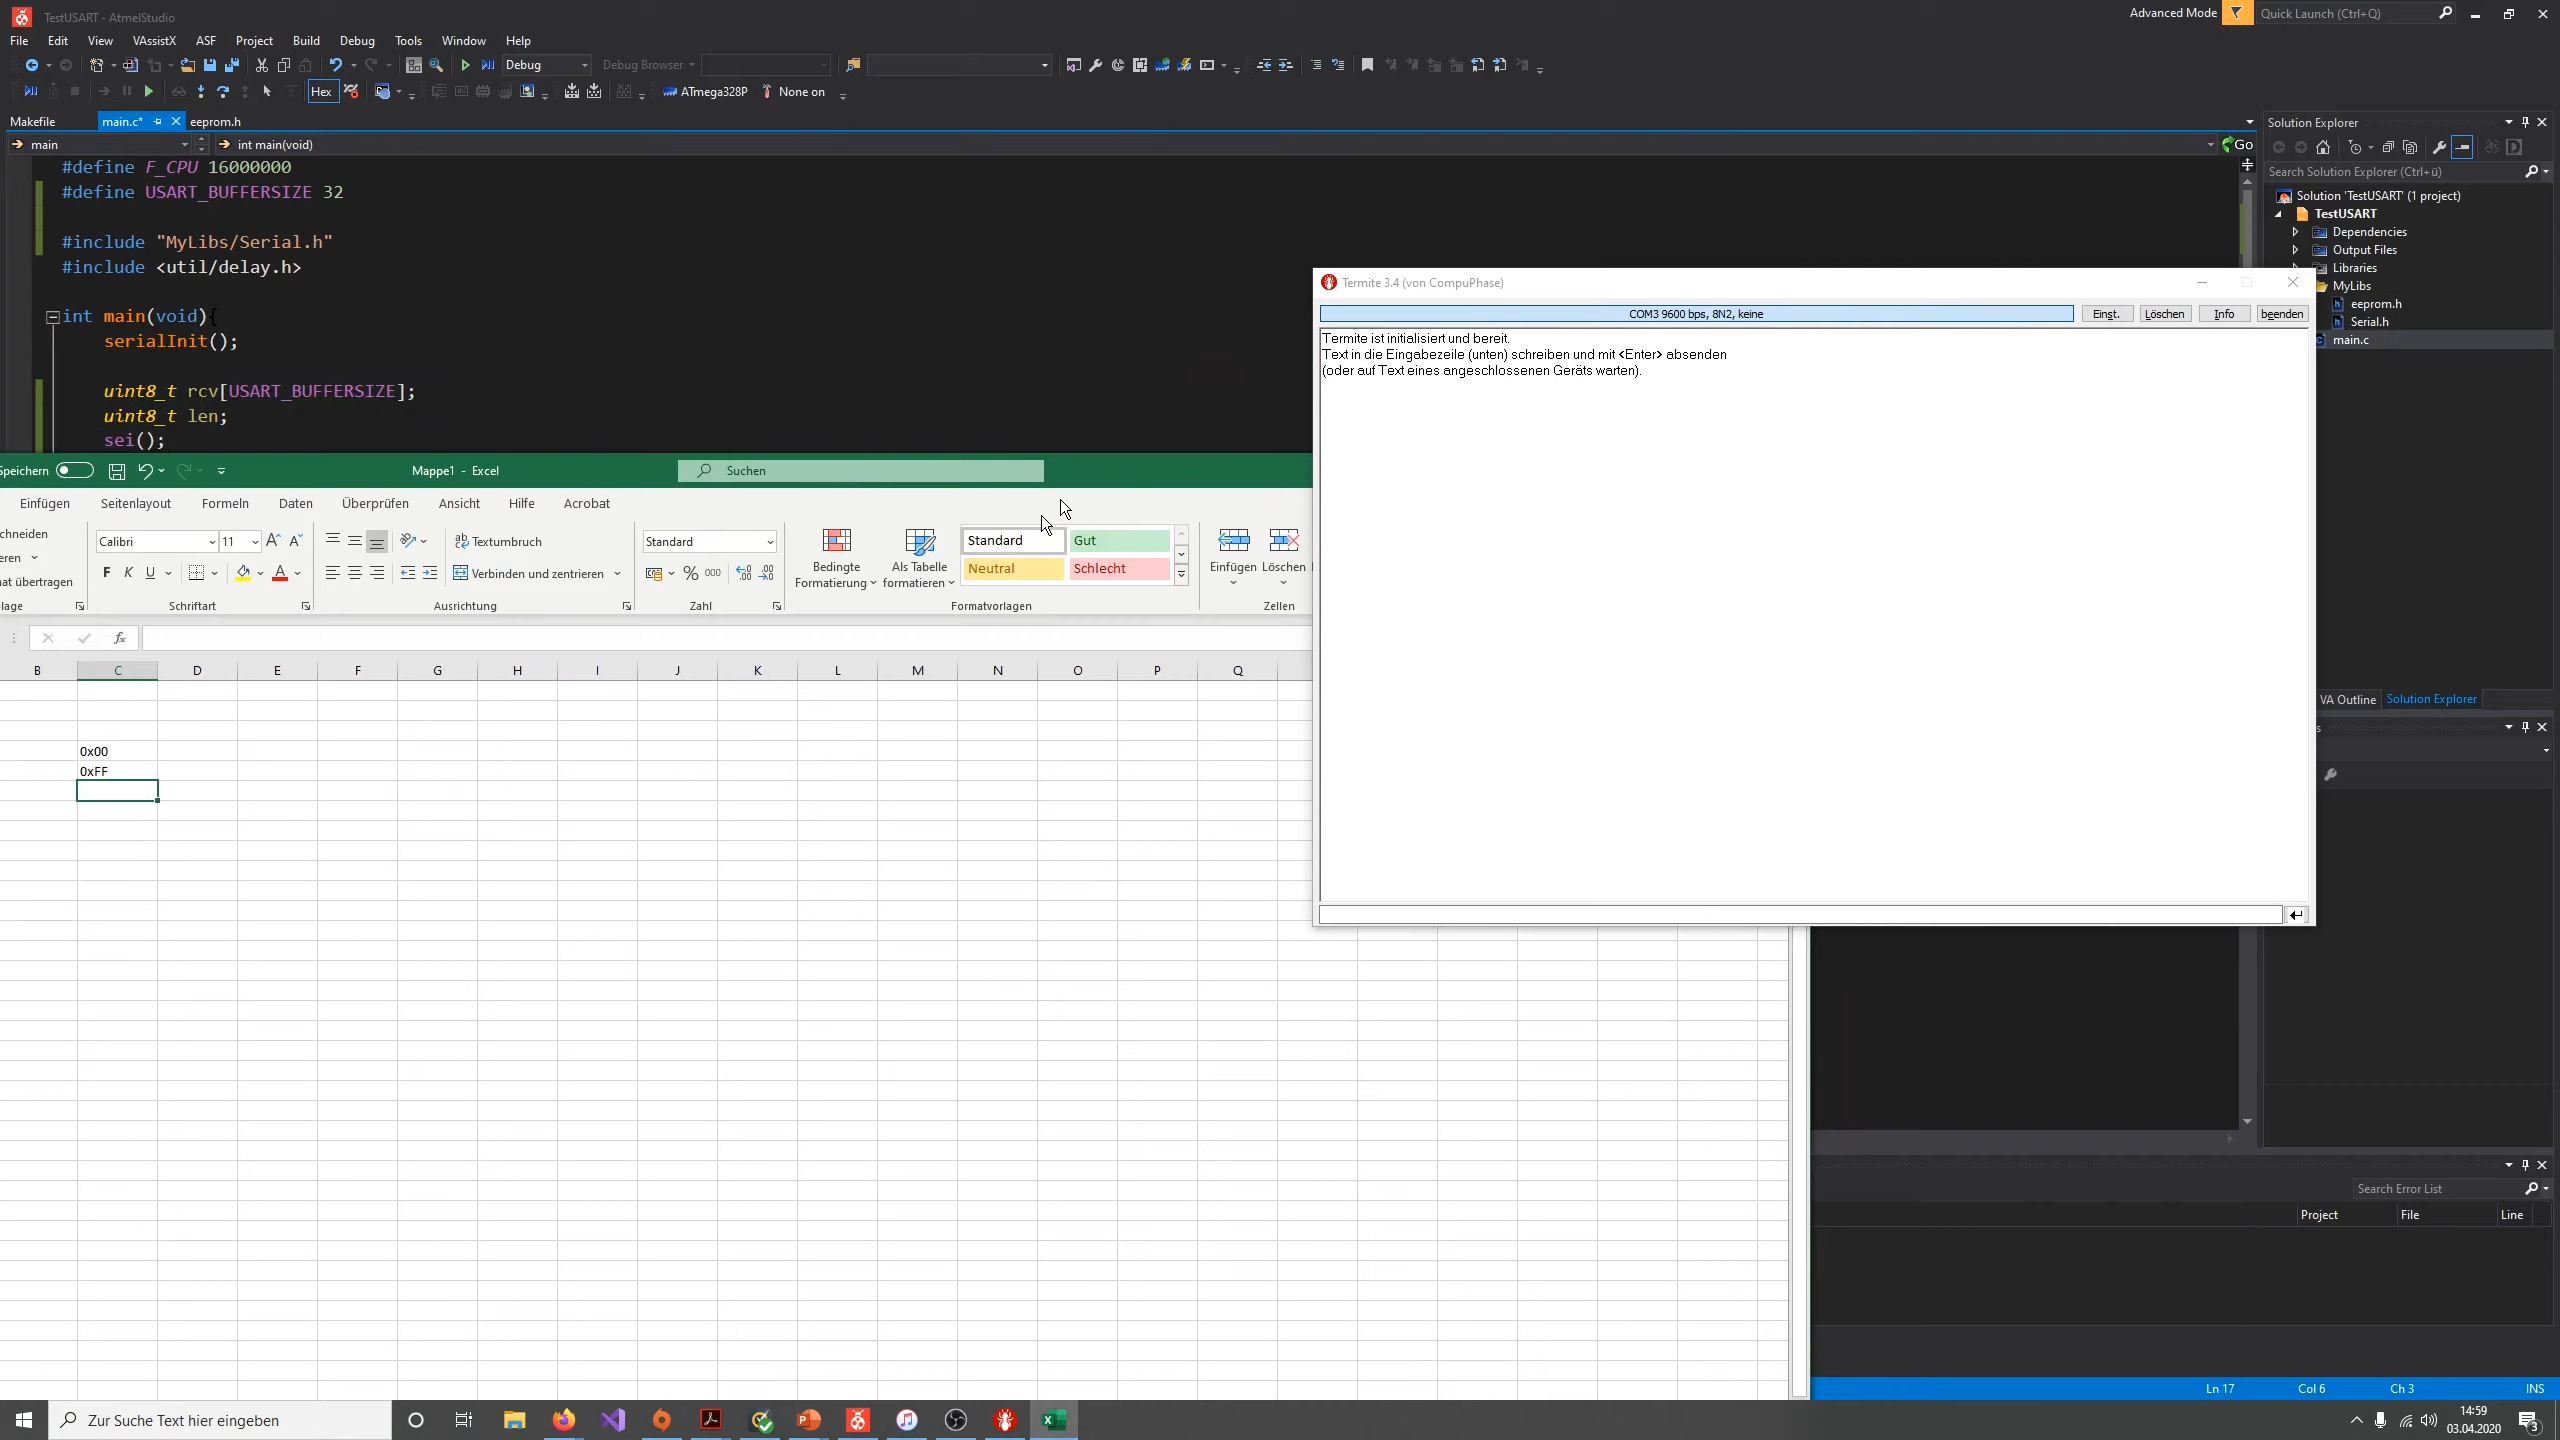 TestUSART - AtmelStudio
Advanced Mode
Quick Launch (Ctrl+Q)
File Edit View VAssistX ASF Project Build Debug Tools Window Help
Debug
Debug Browser
Hex
ATmega328P
None on
Makefile
main.c*
eeprom.h
main
int main(void)
Go
#define F_CPU 16000000
#define USART_BUFFERSIZE 32
#include "MyLibs/Serial.h"
#include <util/delay.h>
int main(void){
serialInit();
uint8_t rcv[USART_BUFFERSIZE];
uint8_t len;
sei();
Solution Explorer
Search Solution Explorer (Ctrl+ü)
Solution 'TestUSART' (1 project)
TestUSART
Dependencies
Output Files
Libraries
MyLibs
eeprom.h
Serial.h
main.c
VA Outline
Solution Explorer
Termite 3.4 (von CompuPhase)
COM3 9600 bps, 8N2, keine
Einst.
Löschen
Info
beenden
Termite ist initialisiert und bereit.
Text in die Eingabezeile (unten) schreiben und mit <Enter> absenden
(oder auf Text eines angeschlossenen Geräts warten).
Speichern
Mappe1 - Excel
Suchen
Einfügen Seitenlayout Formeln Daten Überprüfen Ansicht Hilfe Acrobat
chneiden
eren
at übertragen
lage
Calibri
11
F K U
Schriftart
Textumbruch
Verbinden und zentrieren
Ausrichtung
Standard
% 000
Zahl
Bedingte
Formatierung
Als Tabelle
formatieren
Standard
Gut
Neutral
Schlecht
Formatvorlagen
Einfügen
Löschen
Zellen
fx
B C D E F G H I J K L M N O P Q
0x00
0xFF
s
Search Error List
Project File Line
Ln 17 Col 6 Ch 3 INS
Zur Suche Text hier eingeben
14:59
03.04.2020
3